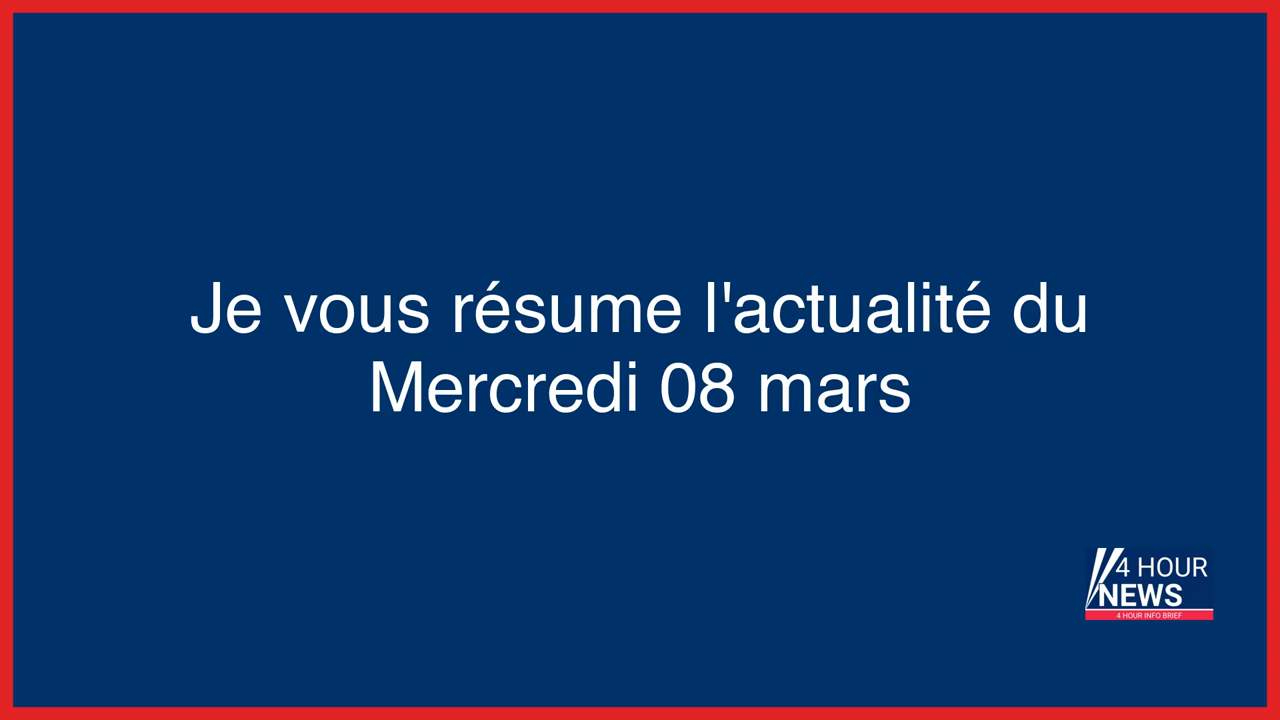 Je vous résume l'actualité du
Mercredi 08 mars
4 HOUR
NEWS
4 HOUR INFO BRIEF